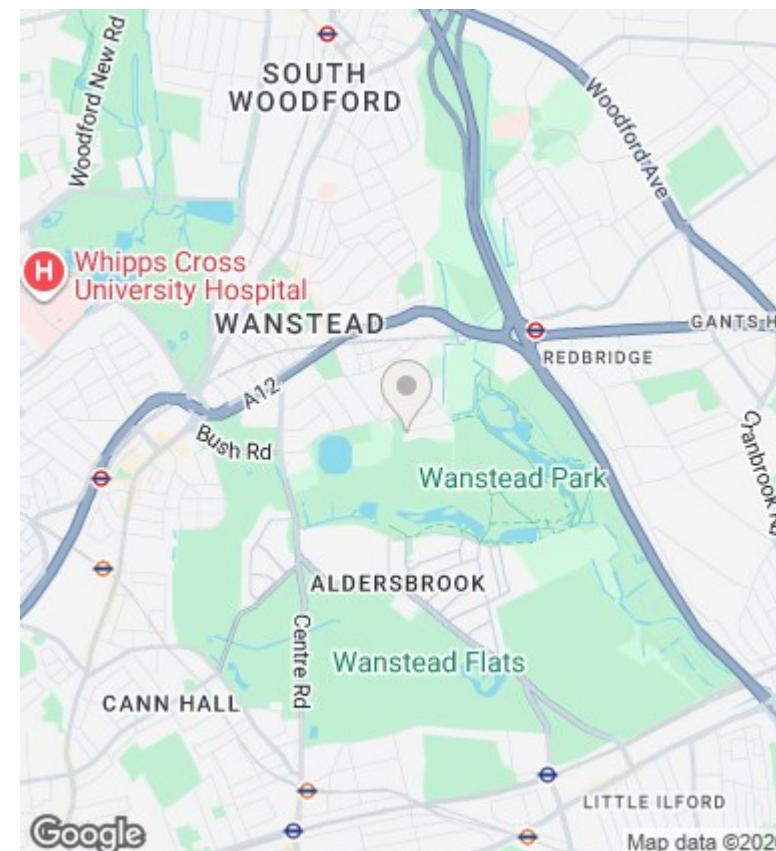 Woodford New Rd
SOUTH
WOODFORD
Woodford Ave
H
Whipps Cross
University Hospital
WANSTEAD
GANTS H
REDBRIDGE
A12
Cranbrook Rd
Bush Rd
Wanstead Park
ALDERSBROOK
Centre Rd
Wanstead Flats
CANN HALL
LITTLE ILFORD
Google
Map data ©202